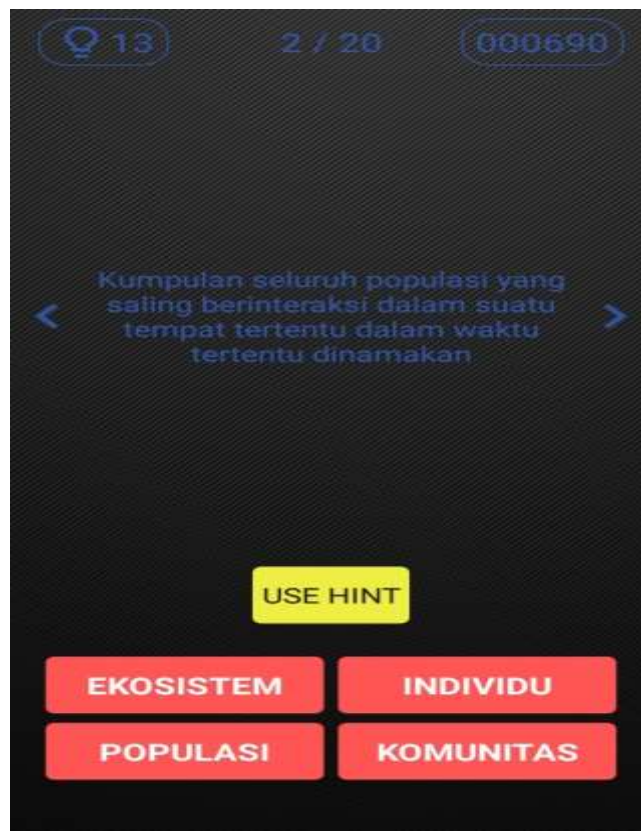 13 2 / 20 000690
Kumpulan seluruh populasi yang
saling berinteraksi dalam suatu
tempat tertentu dalam waktu
tertentu dinamakan
USE HINT
EKOSISTEM INDIVIDU
POPULASI KOMUNITAS